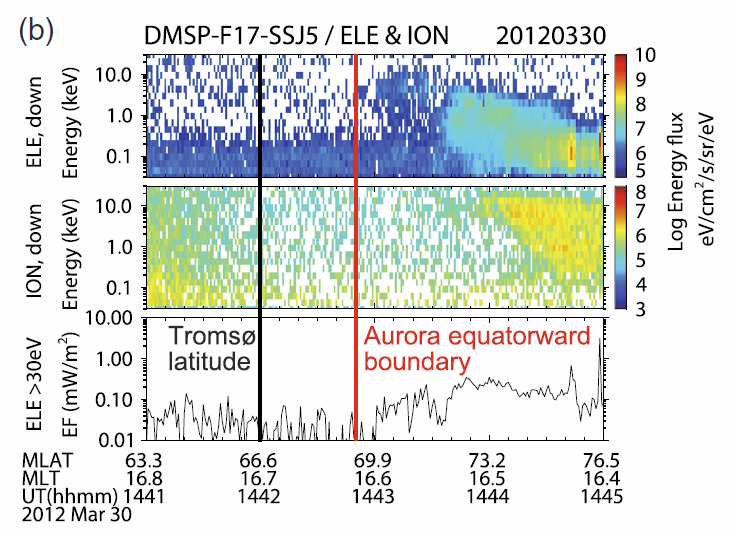 (b)
DMSP-F17-SSJ5 / ELE & ION 20120330
ELE, down
Energy (keV)
10.0
1.0
0.1
ION, down
Energy (keV)
10.0
1.0
0.1
10
9
8
7
6
5
8
7
6
5
4
3
Log Energy flux
eV/cm²/s/sr/eV
ELE >30eV
EF (mW/m²)
10.00
1.00
0.10
0.01
Tromsø
latitude
Aurora equatorward
boundary
MLAT 63.3 66.6 69.9 73.2 76.5
MLT 16.8 16.7 16.6 16.5 16.4
UT(hhmm) 1441 1442 1443 1444 1445
2012 Mar 30